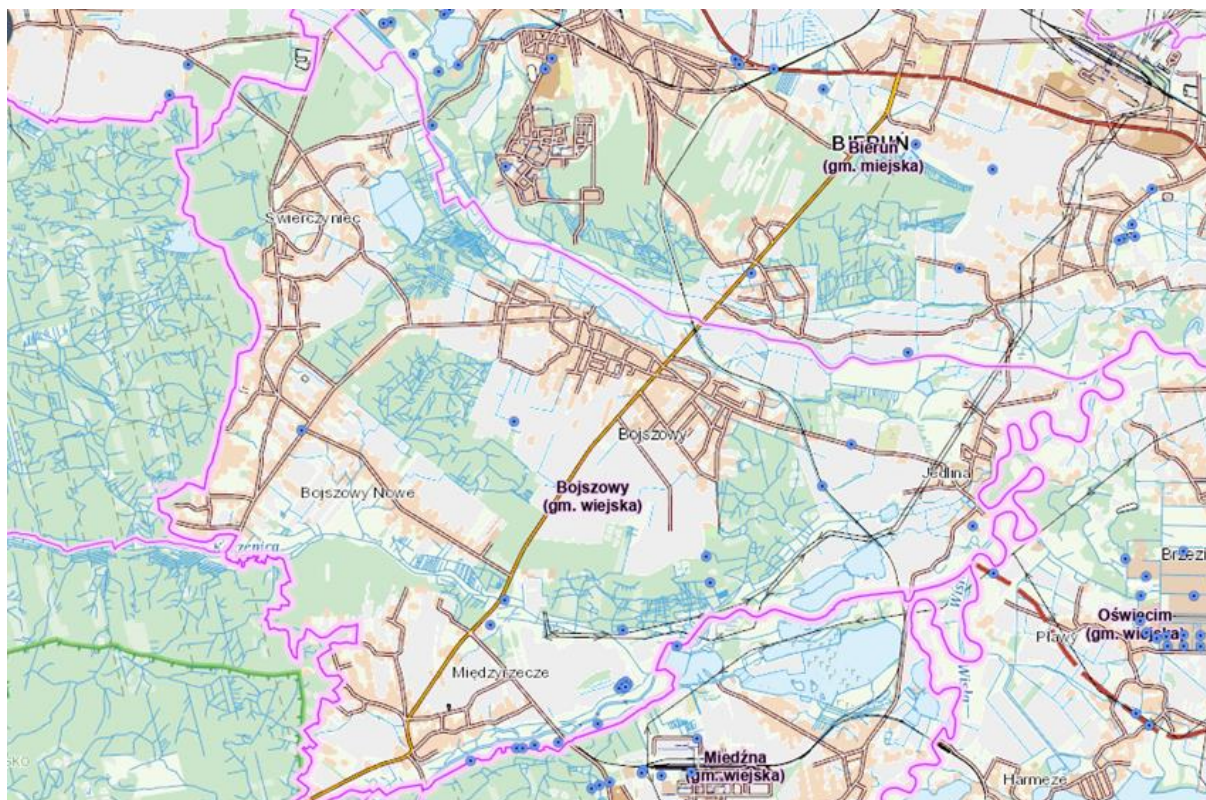 BIERUŃ
Bieruń
(gm. miejska)
Świerczyniec
Bojszowy
Jedlina
Bojszowy Nowe
Bojszowy
(gm. wiejska)
Brzezi
Oświęcim
(gm. wiejska)
Pławy
Międzyrzecze
Miedźna
(gm. wiejska)
Harmęże